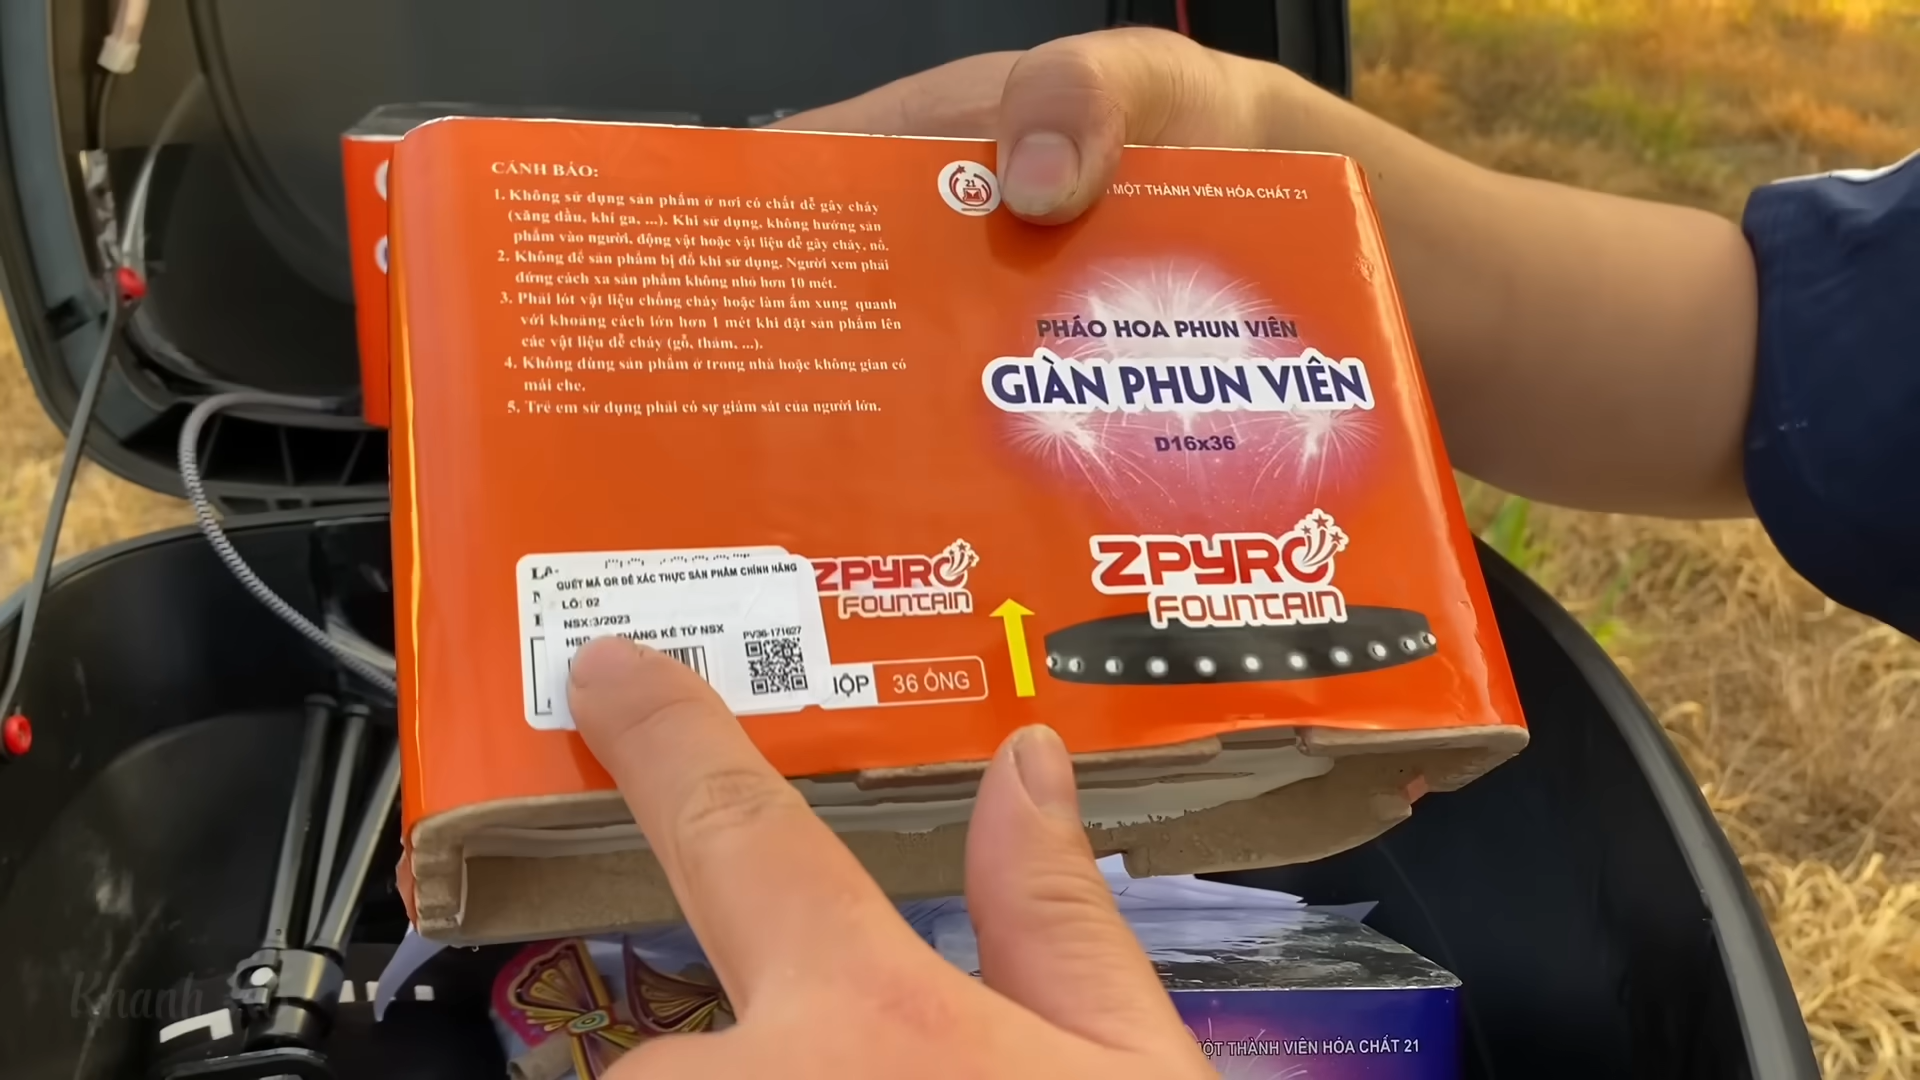 CẢNH BÁO:
1. Không sử dụng sản phẩm ở nơi có chất dễ gây cháy
(xăng dầu, khí ga, ...). Khi sử dụng, không hướng sản
phẩm vào người, động vật hoặc vật liệu dễ gây cháy, nổ.
2. Không để sản phẩm bị đổ khi sử dụng. Người xem phải
đứng cách xa sản phẩm không nhỏ hơn 10 mét.
3. Phải lót vật liệu chống cháy hoặc làm ẩm xung quanh
với khoảng cách lớn hơn 1 mét khi đặt sản phẩm lên
các vật liệu dễ cháy (gỗ, thảm, ...).
4. Không dùng sản phẩm ở trong nhà hoặc không gian có
mái che.
5. Trẻ em sử dụng phải có sự giám sát của người lớn.
21
MỘT THÀNH VIÊN HÓA CHẤT 21
PHÁO HOA PHUN VIÊN
GIÀN PHUN VIÊN
D16x36
ZPYRO
FOUNTAIN
QUÉT MÃ QR ĐỂ XÁC THỰC SẢN PHẨM CHÍNH HÃNG
LÔ: 02
NSX:3/2023
THÁNG KỂ TỪ NSX
PV36-171627
ZPYRO
FOUNTAIN
36 ỐNG
MỘT THÀNH VIÊN HÓA CHẤT 21
Khanh